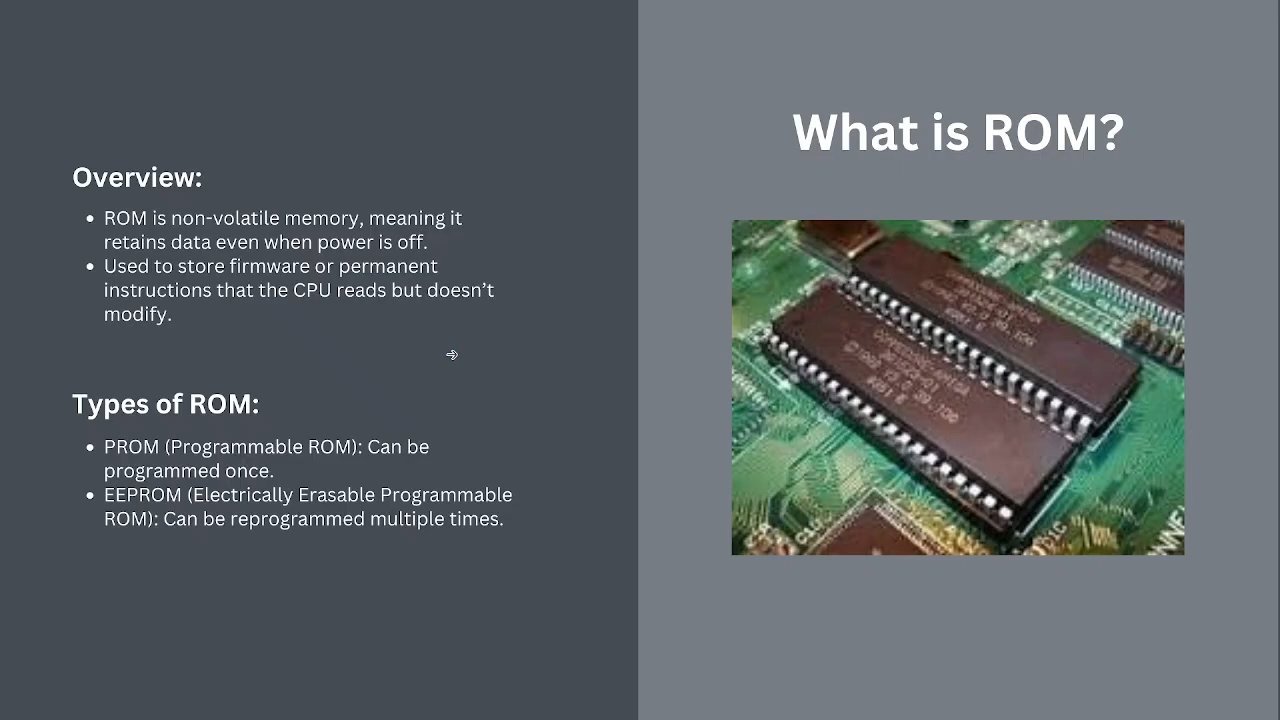 What is ROM?
Overview:
• ROM is non-volatile memory, meaning it
retains data even when power is off.
• Used to store firmware or permanent
instructions that the CPU reads but doesn’t
modify.
Types of ROM:
• PROM (Programmable ROM): Can be
programmed once.
• EEPROM (Electrically Erasable Programmable
ROM): Can be reprogrammed multiple times.